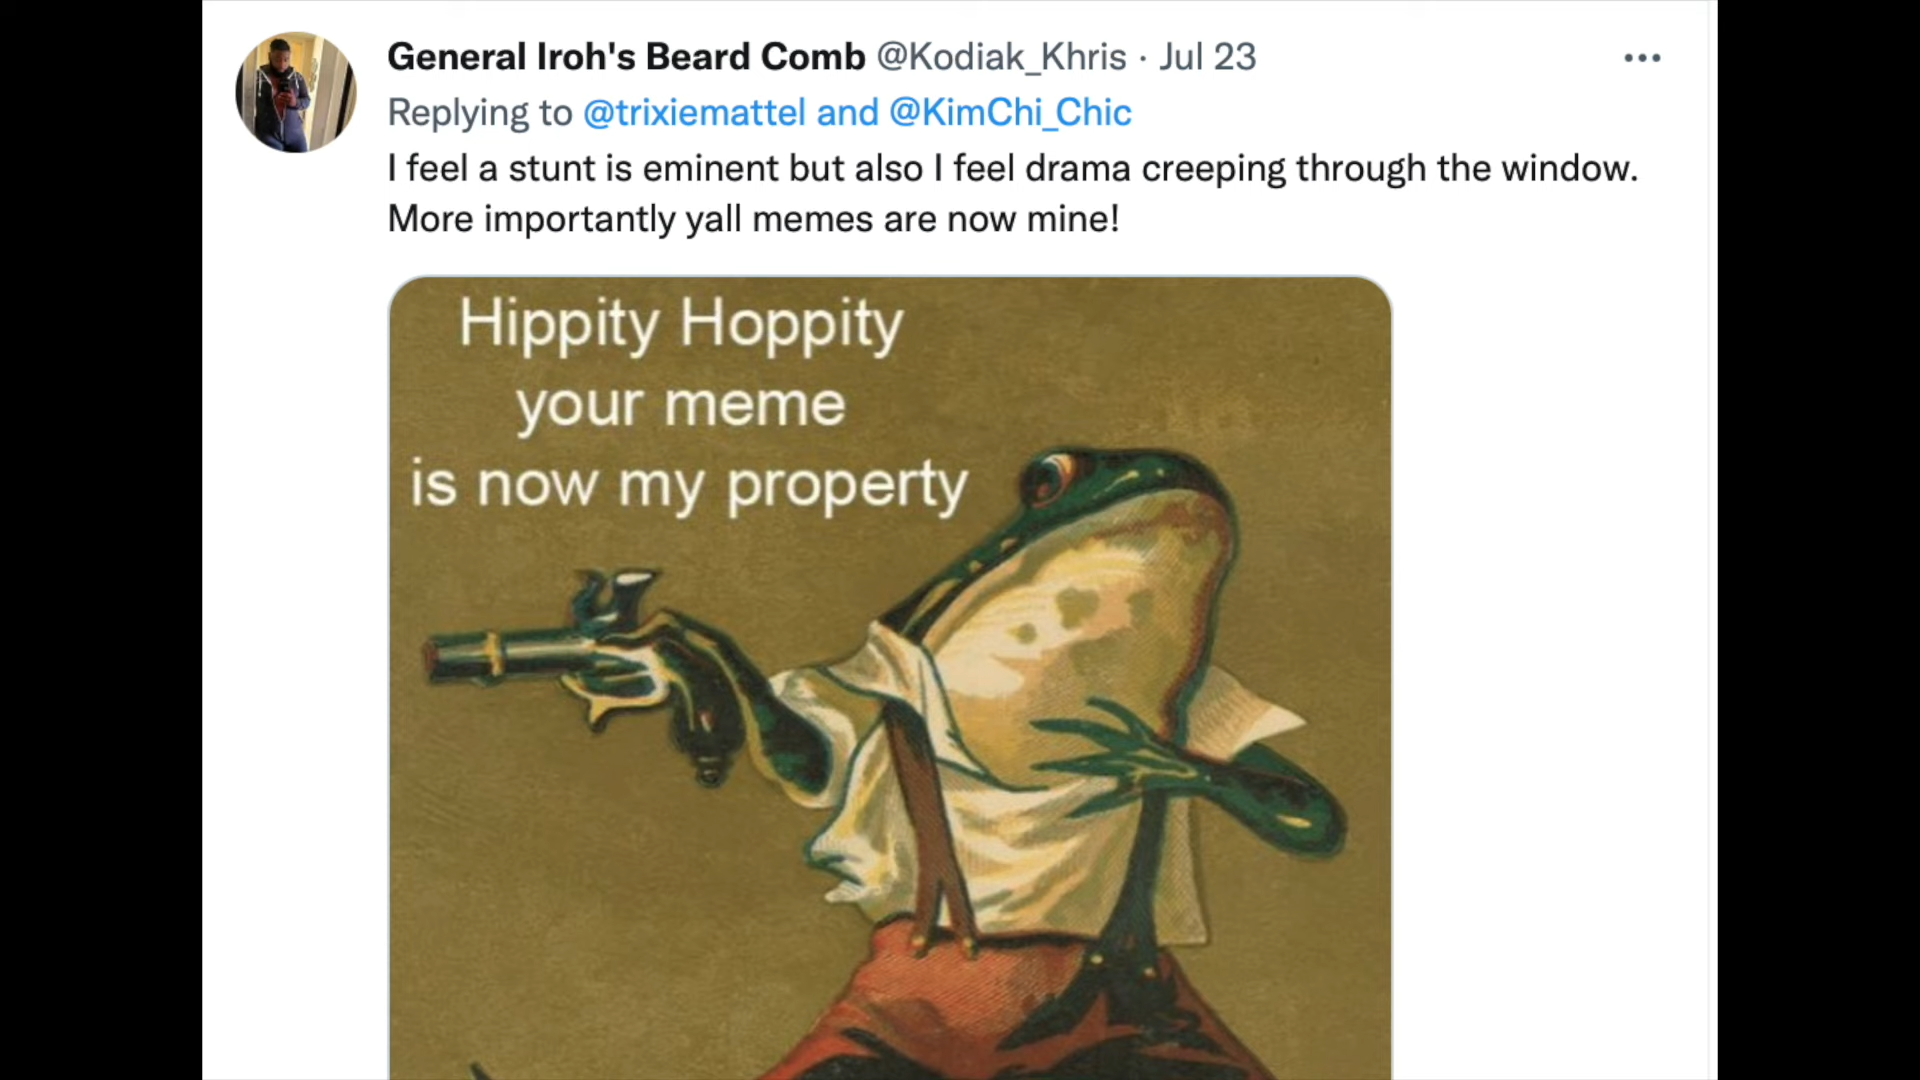 General Iroh's Beard Comb @Kodiak_Khris · Jul 23
Replying to @trixiemattel and @KimChi_Chic
I feel a stunt is eminent but also I feel drama creeping through the window.
More importantly yall memes are now mine!
Hippity Hoppity
your meme
is now my property